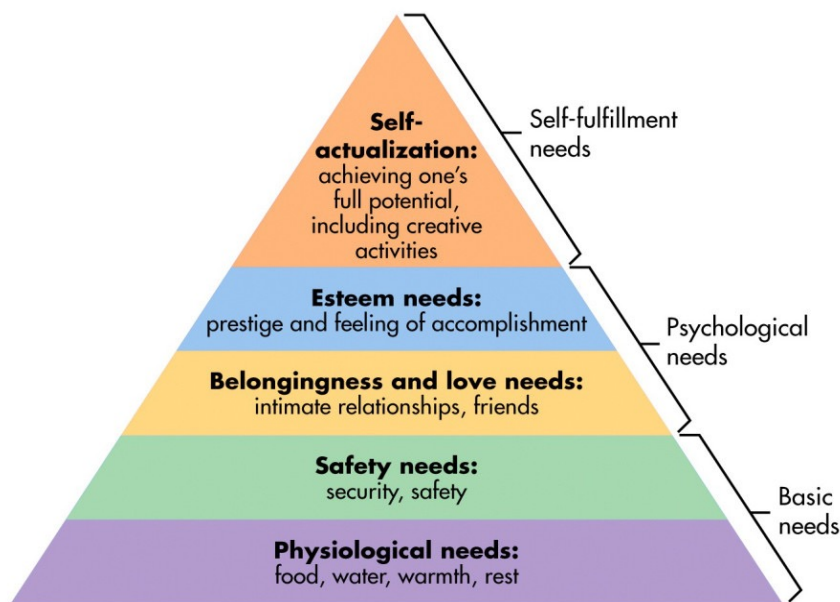 Self-
actualization:
achieving one's
full potential,
including creative
activities
Self-fulfillment
needs
Esteem needs:
prestige and feeling of accomplishment
Belongingness and love needs:
intimate relationships, friends
Psychological
needs
Safety needs:
security, safety
Physiological needs:
food, water, warmth, rest
Basic
needs